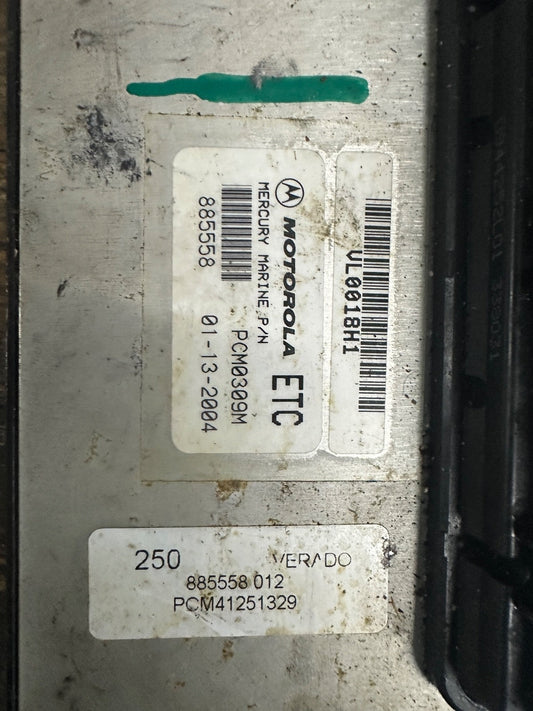 VL0018H1
MOTOROLA ETC
MERCURY MARINE P/N
PCM0309M
885558 01-13-2004
250 VERADO
885558 012
PCM41251329